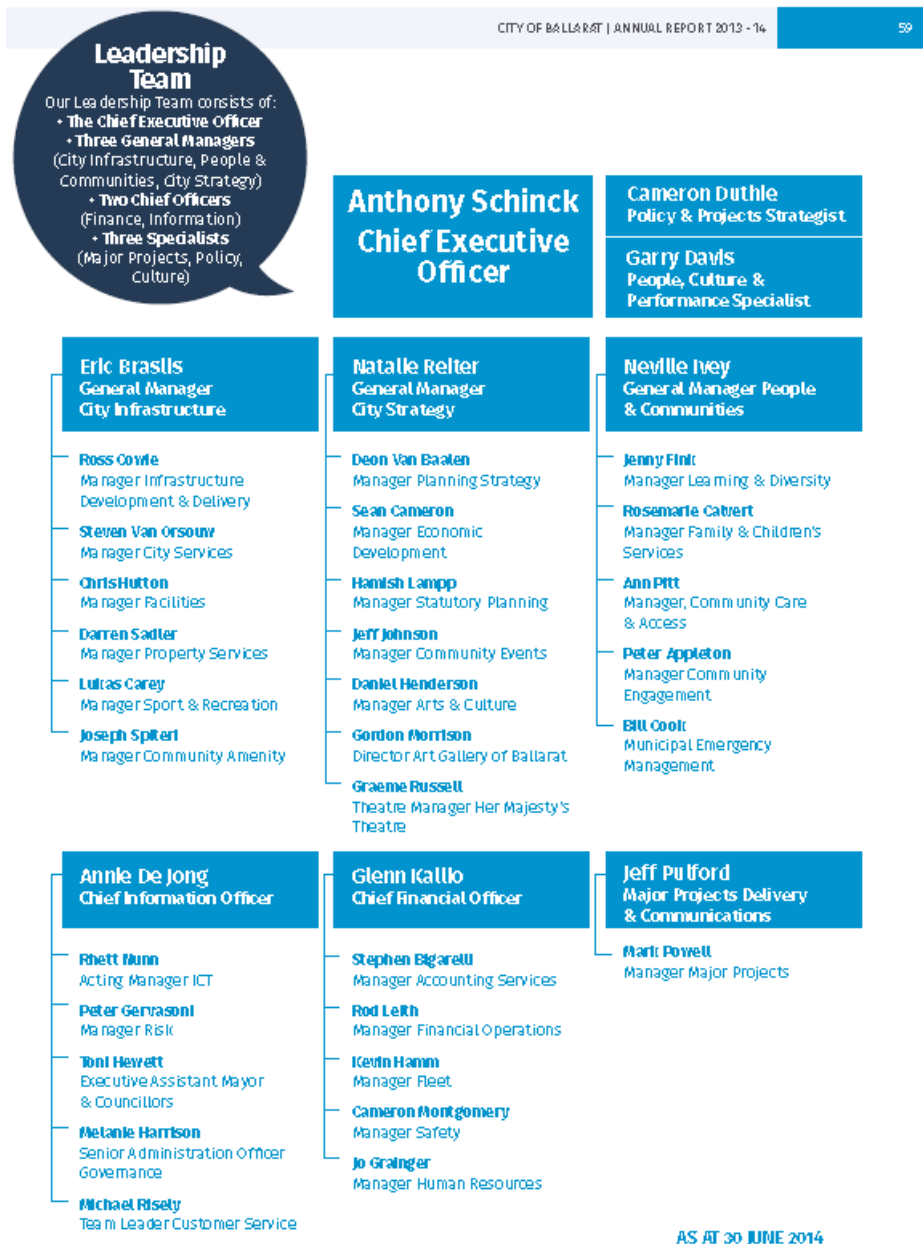 CITY OF BALLARAT | ANNUAL REPORT 2013 - 14
59
Leadership
Team
Our Leadership Team consists of:
• The Chief Executive Officer
• Three General Managers
(City Infrastructure, People &
Communities, City Strategy)
• Two Chief Officers
(Finance, Information)
• Three Specialists
(Major Projects, Policy,
Culture)
Anthony Schinck
Chief Executive
Officer
Cameron Duthie
Policy & Projects Strategist
Garry Davis
People, Culture &
Performance Specialist
Eric Braslis
General Manager
City Infrastructure
Ross Cowie
Manager Infrastructure
Development & Delivery
Steven Van Orsouw
Manager City Services
Chris Hutton
Manager Facilities
Darren Sadler
Manager Property Services
Lukas Carey
Manager Sport & Recreation
Joseph Spiteri
Manager Community Amenity
Natalie Reiter
General Manager
City Strategy
Deon Van Baalen
Manager Planning Strategy
Sean Cameron
Manager Economic
Development
Hamish Lampp
Manager Statutory Planning
Jeff Johnson
Manager Community Events
Daniel Henderson
Manager Arts & Culture
Gordon Morrison
Director Art Gallery of Ballarat
Graeme Russell
Theatre Manager Her Majesty's
Theatre
Neville Ivey
General Manager People
& Communities
Jenny Fink
Manager Learning & Diversity
Rosemarie Calvert
Manager Family & Children's
Services
Ann Pitt
Manager, Community Care
& Access
Peter Appleton
Manager Community
Engagement
Bill Cook
Municipal Emergency
Management
Annie De Jong
Chief Information Officer
Rhett Nunn
Acting Manager ICT
Peter Gervasoni
Manager Risk
Toni Hewett
Executive Assistant Mayor
& Councillors
Melanie Harrison
Senior Administration Officer
Governance
Michael Risely
Team Leader Customer Service
Glenn Kallio
Chief Financial Officer
Stephen Bigarelli
Manager Accounting Services
Rod Leith
Manager Financial Operations
Kevin Hamm
Manager Fleet
Cameron Montgomery
Manager Safety
Jo Grainger
Manager Human Resources
Jeff Pulford
Major Projects Delivery
& Communications
Mark Powell
Manager Major Projects
AS AT 30 JUNE 2014